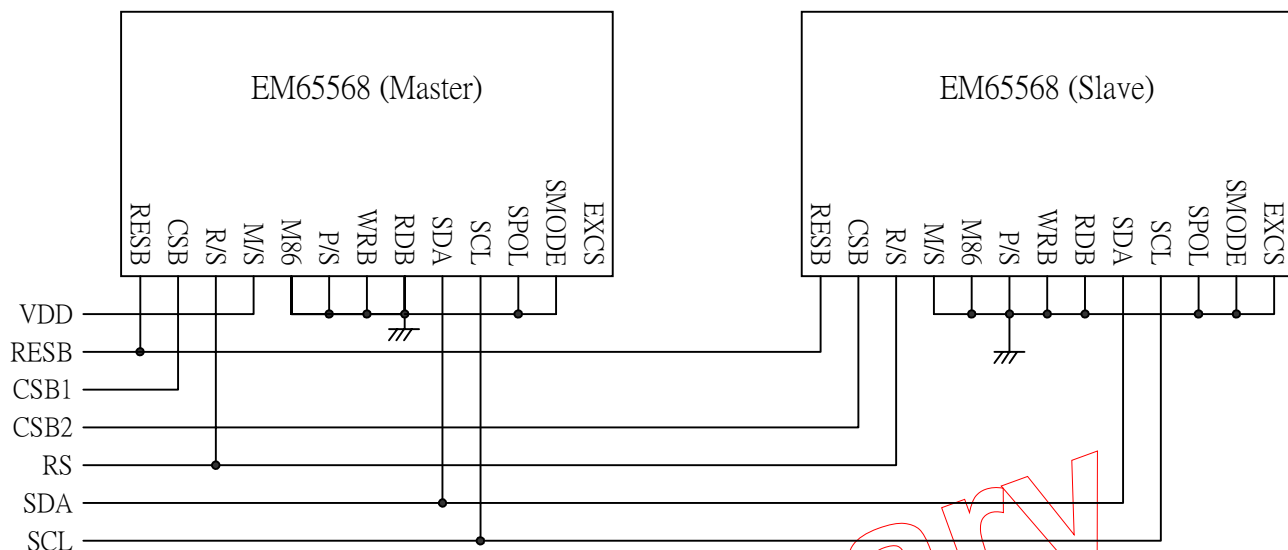 EM65568 (Master)
EM65568 (Slave)
RESB
CSB
R/S
M/S
M86
P/S
WRB
RDB
SDA
SCL
SPOL
SMODE
EXCS
RESB
CSB
R/S
M/S
M86
P/S
WRB
RDB
SDA
SCL
SPOL
SMODE
EXCS
VDD
RESB
CSB1
CSB2
RS
SDA
SCL
ary